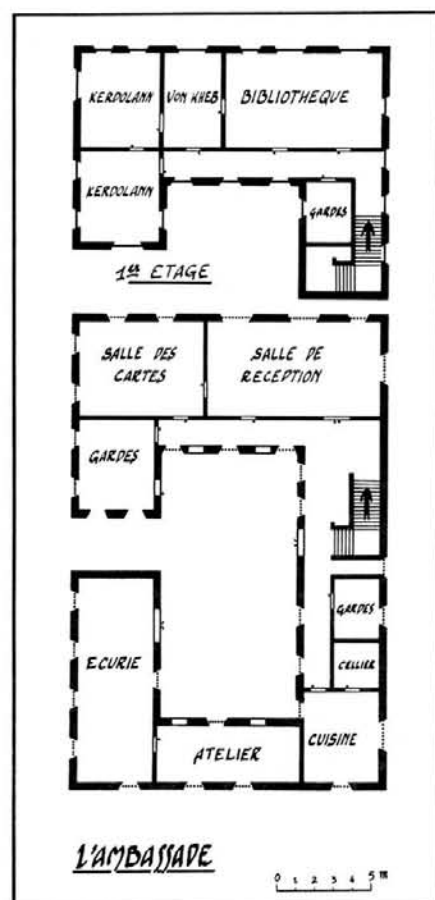 KERDOLANN
VON KHEB
BIBLIOTHEQUE
KERDOLANN
GARDES
1er ETAGE
SALLE DES
CARTES
SALLE DE
RECEPTION
GARDES
GARDES
ECURIE
CELLIER
ATELIER
CUISINE
L'AMBASSADE
0 1 2 3 4 5 m